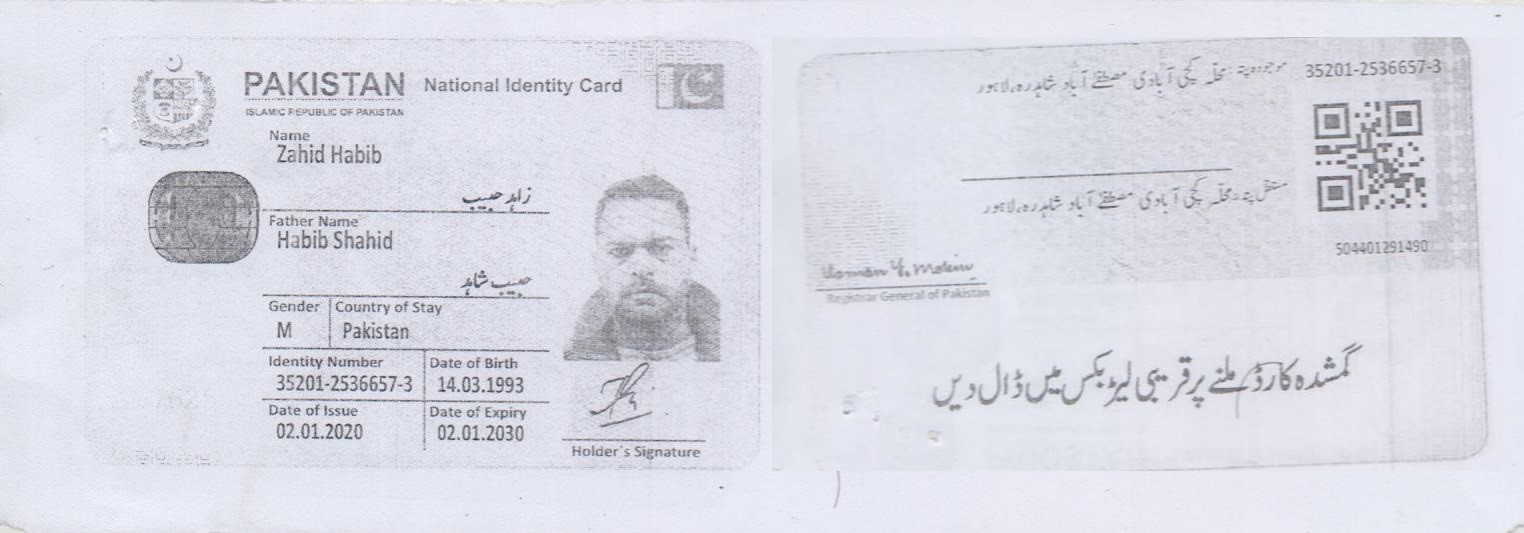 PAKISTAN National Identity Card
ISLAMIC REPUBLIC OF PAKISTAN
Name
Zahid Habib
زاہد حبیب
Father Name
Habib Shahid
حبیب شاہد
Gender Country of Stay
M Pakistan
Identity Number Date of Birth
35201-2536657-3 14.03.1993
Date of Issue Date of Expiry
02.01.2020 02.01.2030
Holder`s Signature
موجودہ پتہ: محلہ کچی آبادی مصطفےٰ آباد شاہدرہ، لاہور
35201-2536657-3
مستقل پتہ: محلہ کچی آبادی مصطفےٰ آباد شاہدرہ، لاہور
504401291490
Registrar General of Pakistan
گمشدہ کارڈ ملنے پر قریبی لیٹر بکس میں ڈال دیں